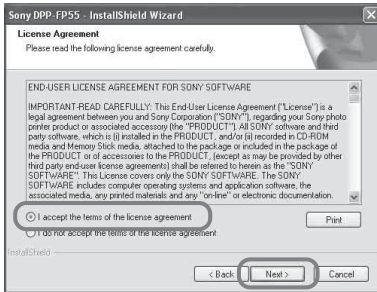 Sony DPP-FP55 - InstallShield Wizard
License Agreement
Please read the following license agreement carefully.
END-USER LICENSE AGREEMENT FOR SONY SOFTWARE
IMPORTANT-READ CAREFULLY: This End-User License Agreement ("License") is a
legal agreement between you and Sony Corporation ("SONY"), regarding your Sony photo
printer product or associated accessory (the "PRODUCT"). All SONY software and third
party software, which is (i) installed in the PRODUCT, and/or (ii) recorded in CD-ROM
media and Memory Stick media, attached to the package or included in the package of
the PRODUCT or of accessories to the PRODUCT, (except as may be provided by other
third party end-user license agreements) shall be referred to herein as the "SONY
SOFTWARE". This License covers only the SONY SOFTWARE. The SONY
SOFTWARE includes computer operating systems and application software, the
associated media, any printed materials and any "on-line" or electronic documentation.
I accept the terms of the license agreement
Print
I do not accept the terms of the license agreement
InstallShield
< Back
Next >
Cancel